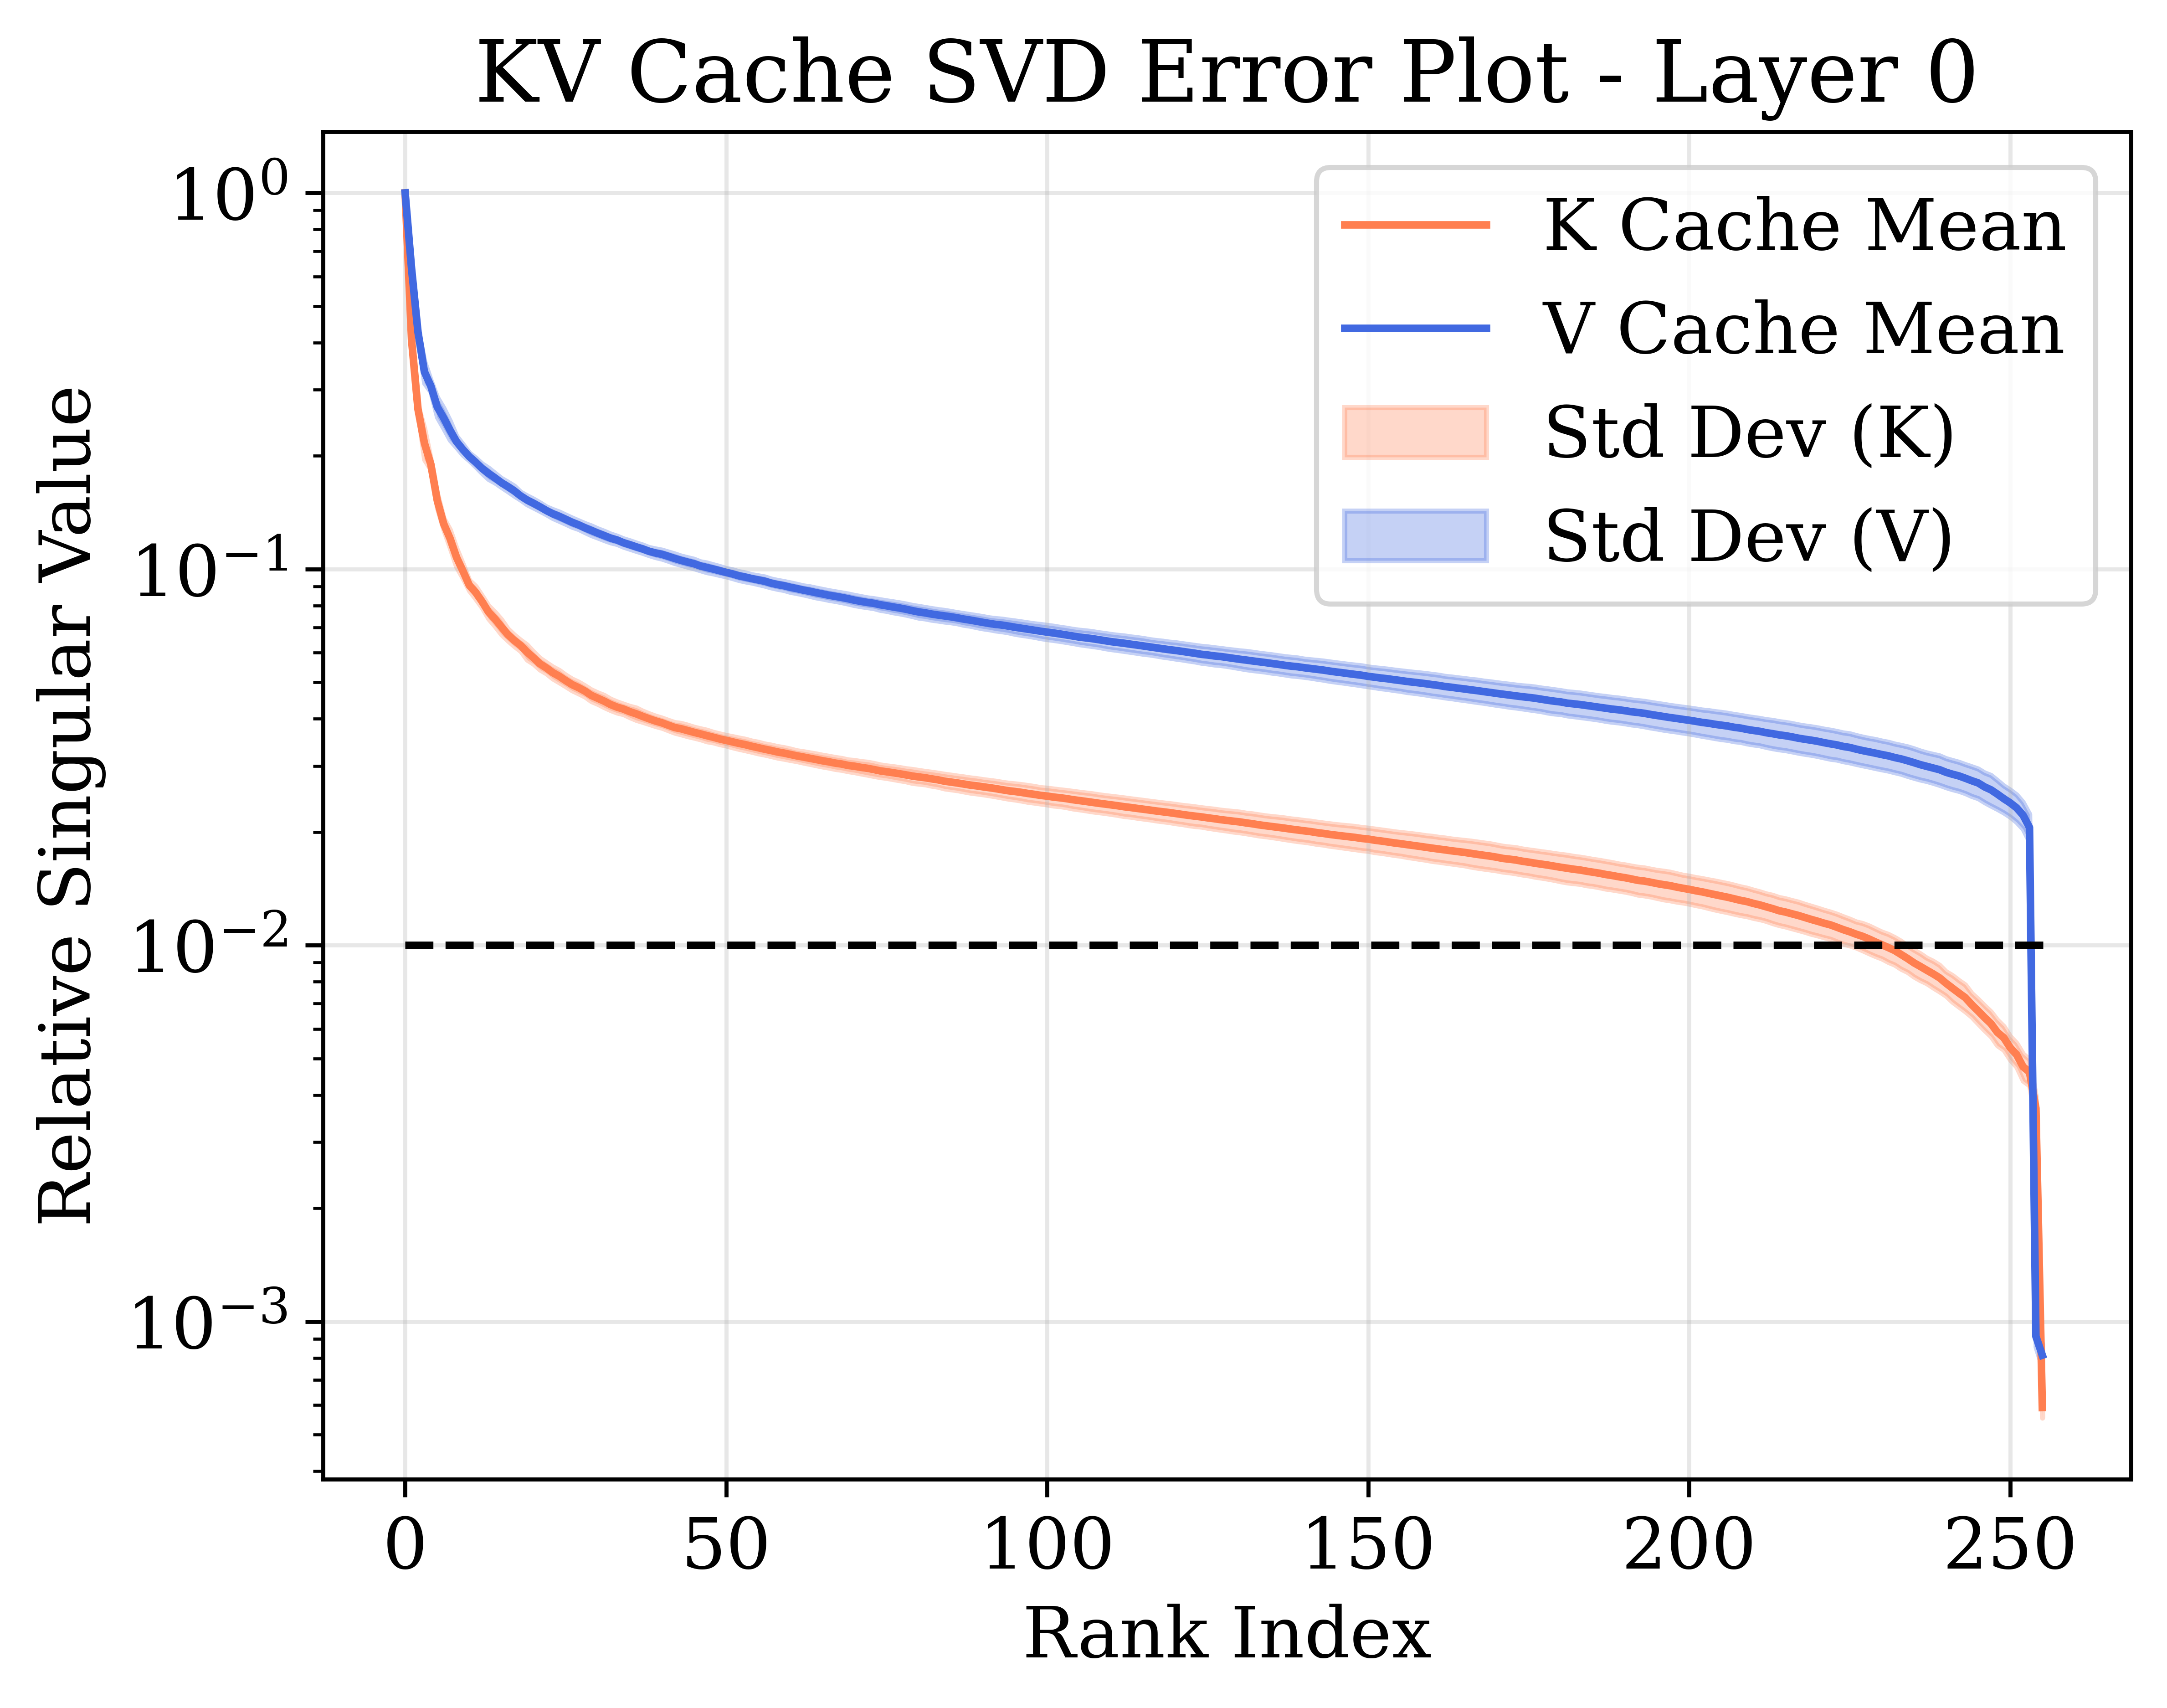 KV Cache SVD Error Plot - Layer 0
Relative Singular Value
10⁰
10⁻¹
10⁻²
10⁻³
K Cache Mean
V Cache Mean
Std Dev (K)
Std Dev (V)
0 50 100 150 200 250
Rank Index